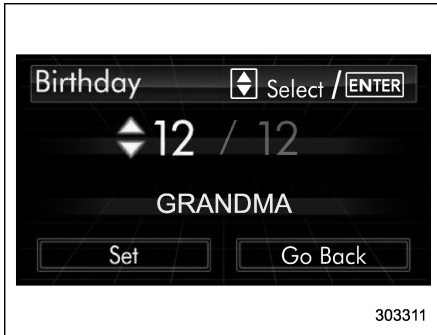 Birthday Select / ENTER
12 / 12
GRANDMA
Set Go Back
303311